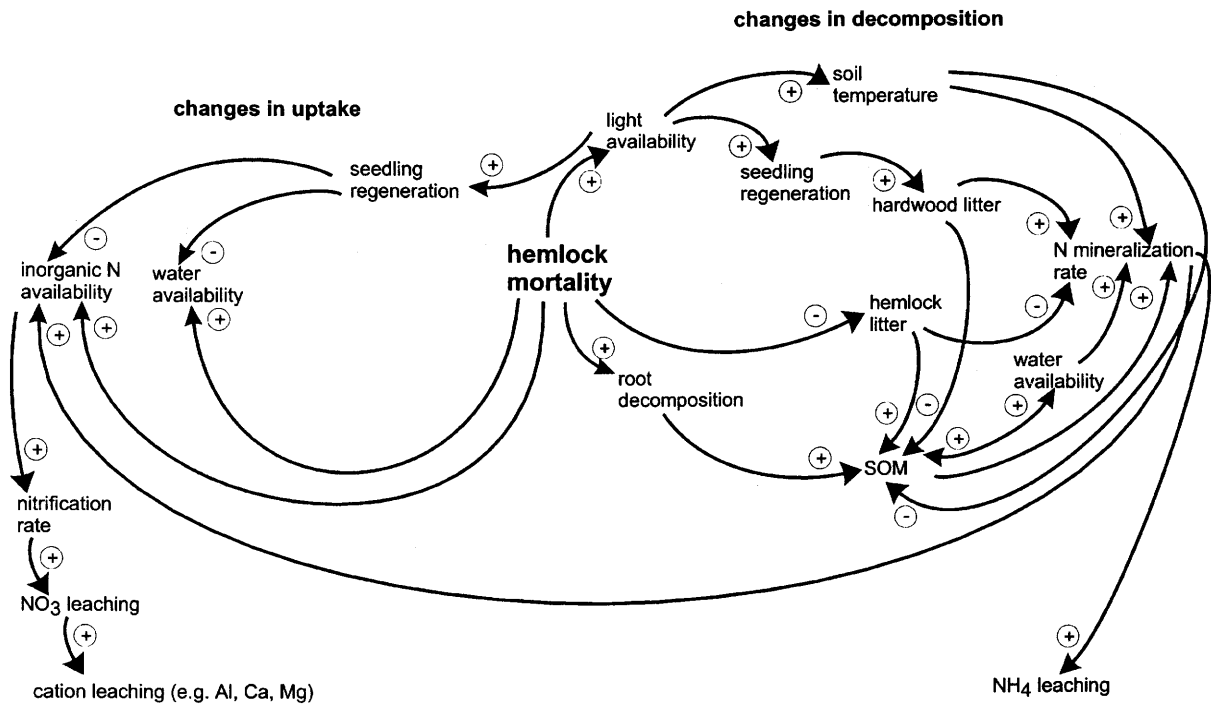 changes in decomposition
changes in uptake
soil
temperature
+
light
availability
+
+
+
seedling
regeneration
seedling
regeneration
+
hardwood litter
+
+
-
-
inorganic N
availability
water
availability
hemlock
mortality
N mineralization
rate
+
+
-
hemlock
litter
-
+
+
+
root
decomposition
water
availability
+
+
-
+
+
SOM
-
+
nitrification
rate
+
NO3 leaching
+
cation leaching (e.g. Al, Ca, Mg)
+
NH4 leaching